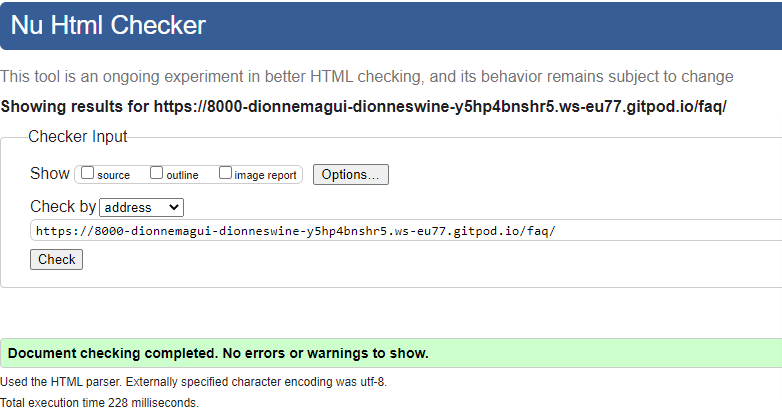 Nu Html Checker
This tool is an ongoing experiment in better HTML checking, and its behavior remains subject to change
Showing results for https://8000-dionnemagui-dionneswine-y5hp4bnshr5.ws-eu77.gitpod.io/faq/
Checker Input
Show source outline image report Options...
Check by address
https://8000-dionnemagui-dionneswine-y5hp4bnshr5.ws-eu77.gitpod.io/faq/
Check
Document checking completed. No errors or warnings to show.
Used the HTML parser. Externally specified character encoding was utf-8.
Total execution time 228 milliseconds.